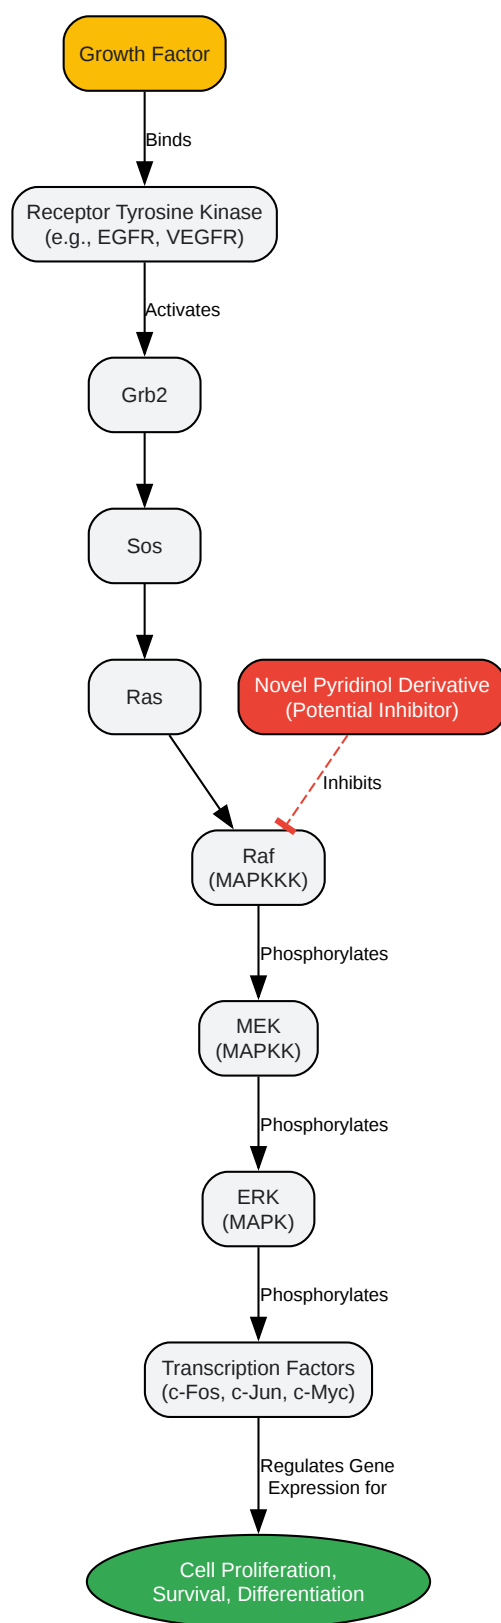 Growth Factor
Binds
Receptor Tyrosine Kinase
(e.g., EGFR, VEGFR)
Activates
Grb2
Sos
Ras
Novel Pyridinol Derivative
(Potential Inhibitor)
Inhibits
Raf
(MAPKKK)
Phosphorylates
MEK
(MAPKK)
Phosphorylates
ERK
(MAPK)
Phosphorylates
Transcription Factors
(c-Fos, c-Jun, c-Myc)
Regulates Gene
Expression for
Cell Proliferation,
Survival, Differentiation